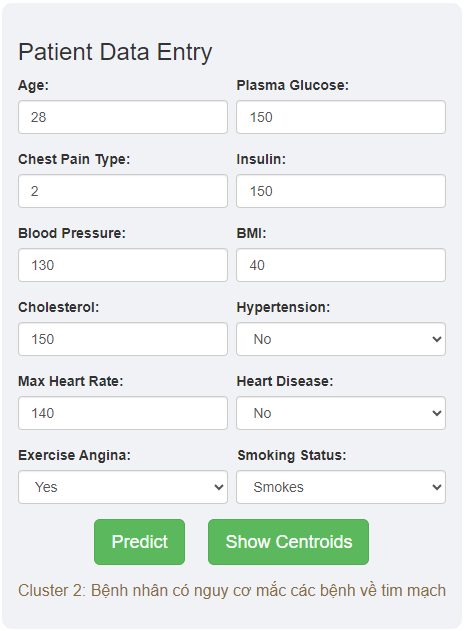 Patient Data Entry
Age: Plasma Glucose:
28 150
Chest Pain Type: Insulin:
2 150
Blood Pressure: BMI:
130 40
Cholesterol: Hypertension:
150 No
Max Heart Rate: Heart Disease:
140 No
Exercise Angina: Smoking Status:
Yes Smokes
Predict Show Centroids
Cluster 2: Bệnh nhân có nguy cơ mắc các bệnh về tim mạch